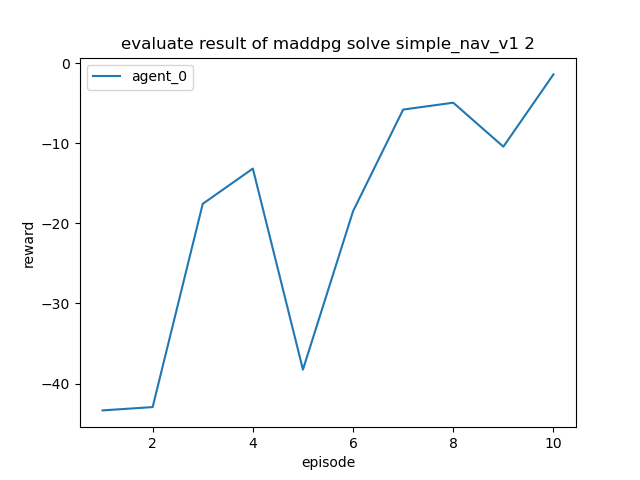 evaluate result of maddpg solve simple_nav_v1 2
agent_0
0
−10
−20
−30
−40
reward
2 4 6 8 10
episode